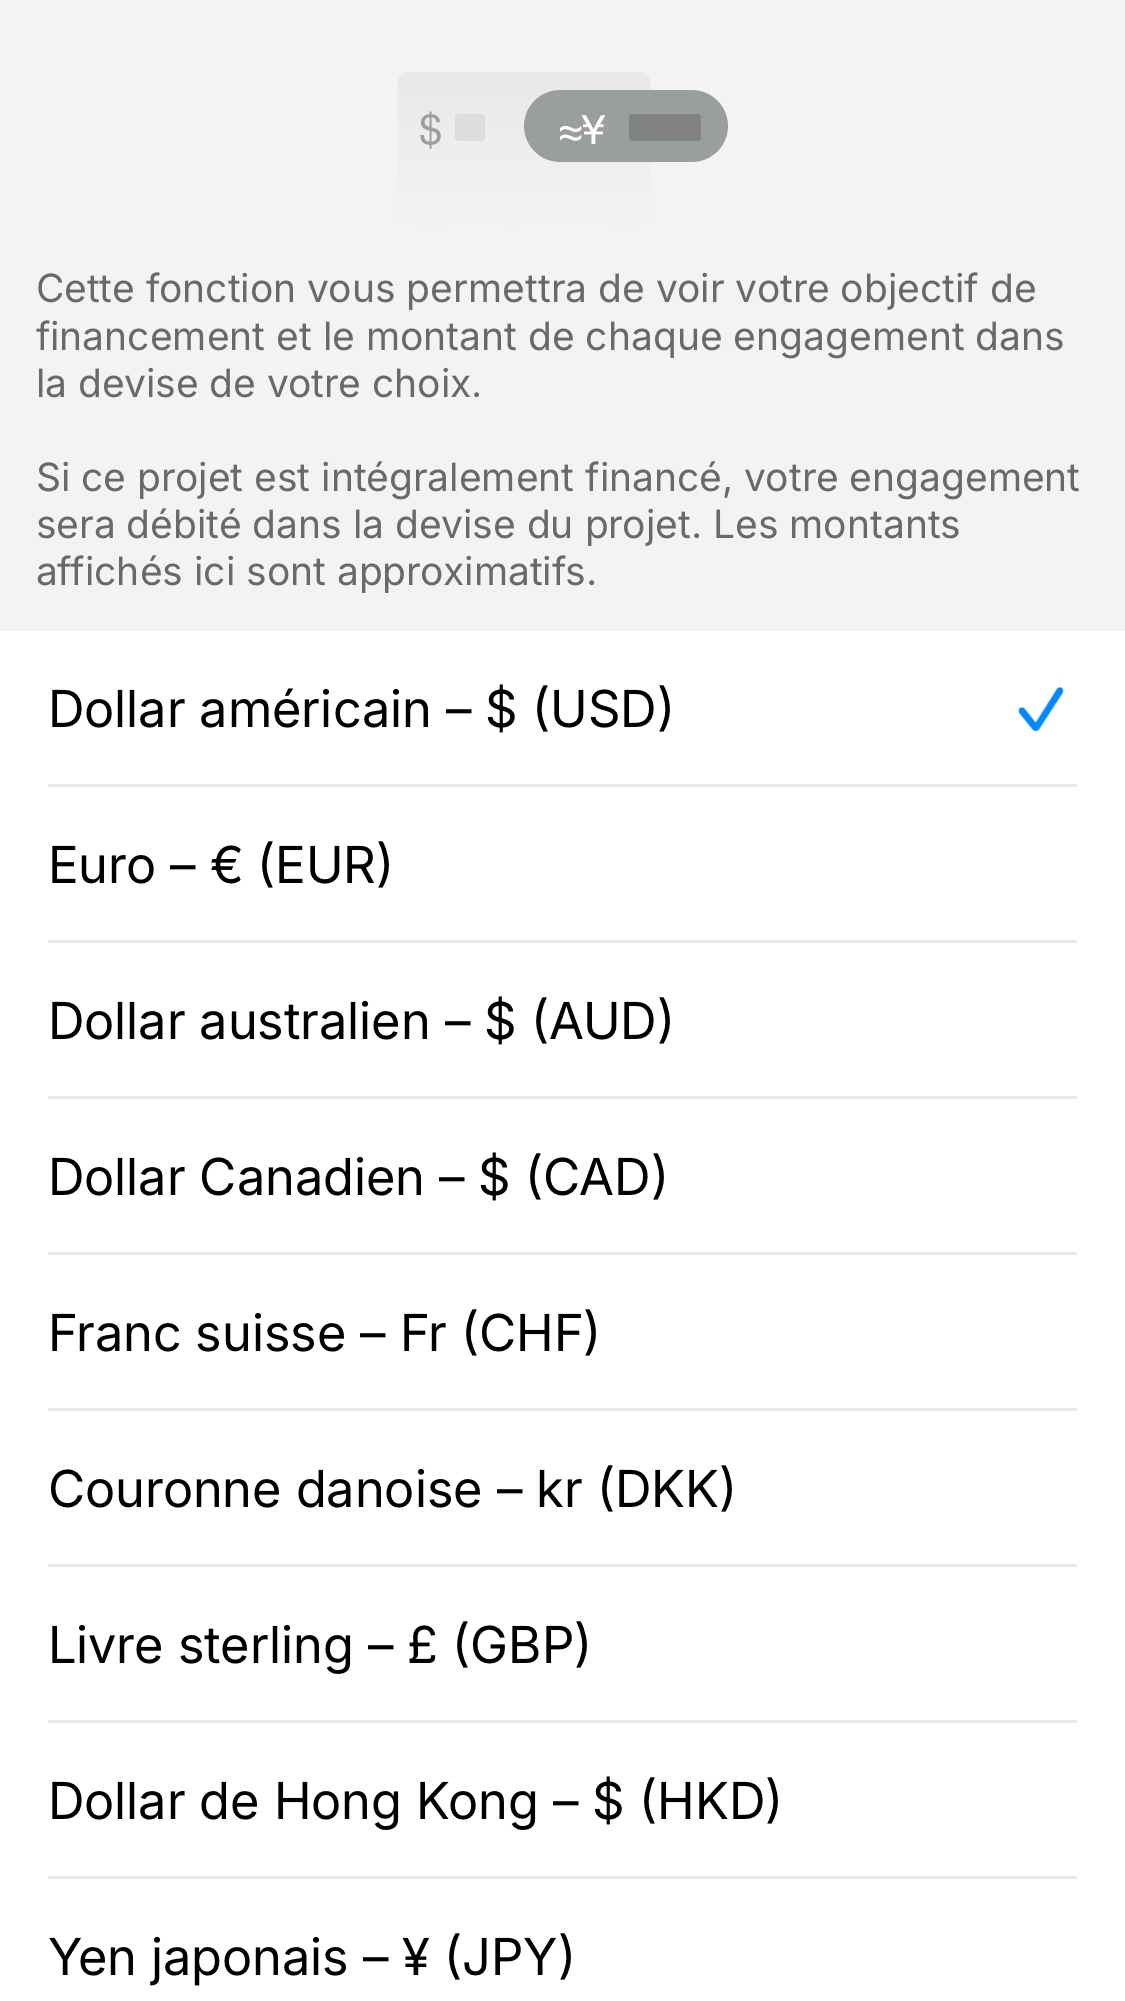 $ ≈¥
Cette fonction vous permettra de voir votre objectif de
financement et le montant de chaque engagement dans
la devise de votre choix.
Si ce projet est intégralement financé, votre engagement
sera débité dans la devise du projet. Les montants
affichés ici sont approximatifs.
Dollar américain – $ (USD)
Euro – € (EUR)
Dollar australien – $ (AUD)
Dollar Canadien – $ (CAD)
Franc suisse – Fr (CHF)
Couronne danoise – kr (DKK)
Livre sterling – £ (GBP)
Dollar de Hong Kong – $ (HKD)
Yen japonais – ¥ (JPY)